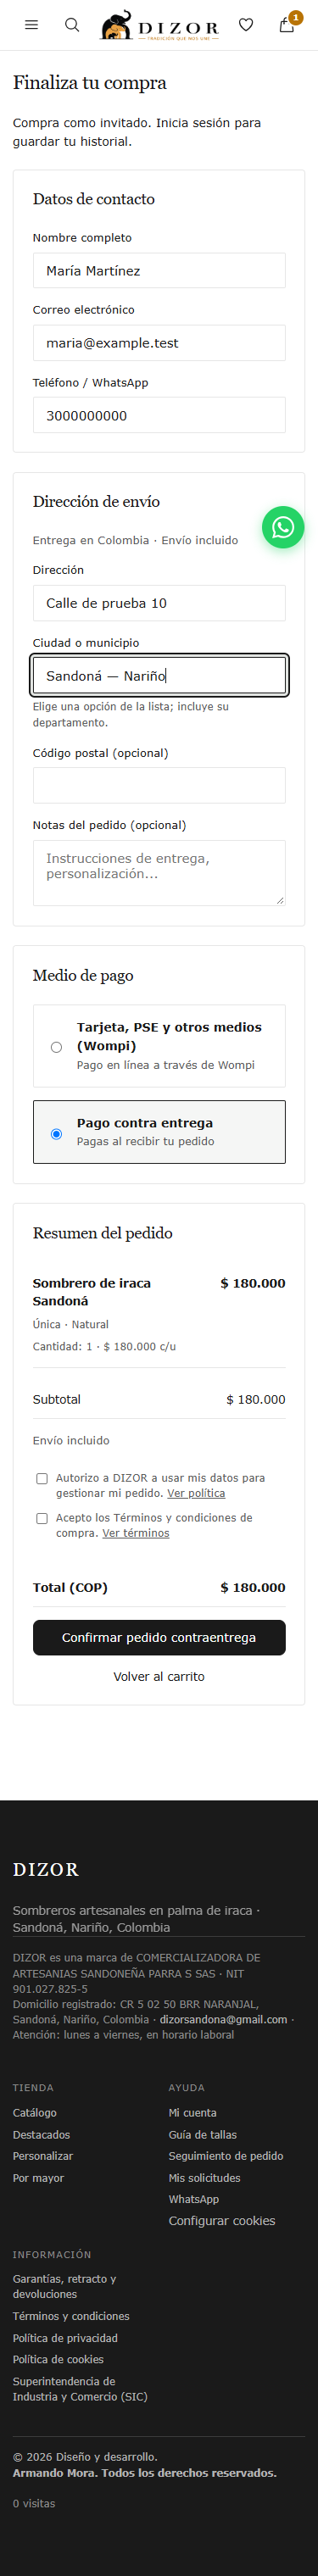 DIZOR
TRADICIÓN QUE NOS UNE
1
Finaliza tu compra
Compra como invitado. Inicia sesión para
guardar tu historial.
Datos de contacto
Nombre completo
María Martínez
Correo electrónico
maria@example.test
Teléfono / WhatsApp
3000000000
Dirección de envío
Entrega en Colombia · Envío incluido
Dirección
Calle de prueba 10
Ciudad o municipio
Sandoná — Nariño
Elige una opción de la lista; incluye su
departamento.
Código postal (opcional)
Notas del pedido (opcional)
Instrucciones de entrega,
personalización...
Medio de pago
Tarjeta, PSE y otros medios
(Wompi)
Pago en línea a través de Wompi
Pago contra entrega
Pagas al recibir tu pedido
Resumen del pedido
Sombrero de iraca
Sandoná
$ 180.000
Única · Natural
Cantidad: 1 · $ 180.000 c/u
Subtotal $ 180.000
Envío incluido
Autorizo a DIZOR a usar mis datos para
gestionar mi pedido. Ver política
Acepto los Términos y condiciones de
compra. Ver términos
Total (COP) $ 180.000
Confirmar pedido contraentrega
Volver al carrito
DIZOR
Sombreros artesanales en palma de iraca ·
Sandoná, Nariño, Colombia
DIZOR es una marca de COMERCIALIZADORA DE
ARTESANIAS SANDONEÑA PARRA S SAS · NIT
901.027.825-5
Domicilio registrado: CR 5 02 50 BRR NARANJAL,
Sandoná, Nariño, Colombia · dizorsandona@gmail.com ·
Atención: lunes a viernes, en horario laboral
TIENDA
Catálogo
Destacados
Personalizar
Por mayor
AYUDA
Mi cuenta
Guía de tallas
Seguimiento de pedido
Mis solicitudes
WhatsApp
Configurar cookies
INFORMACIÓN
Garantías, retracto y
devoluciones
Términos y condiciones
Política de privacidad
Política de cookies
Superintendencia de
Industria y Comercio (SIC)
© 2026 Diseño y desarrollo.
Armando Mora. Todos los derechos reservados.
0 visitas